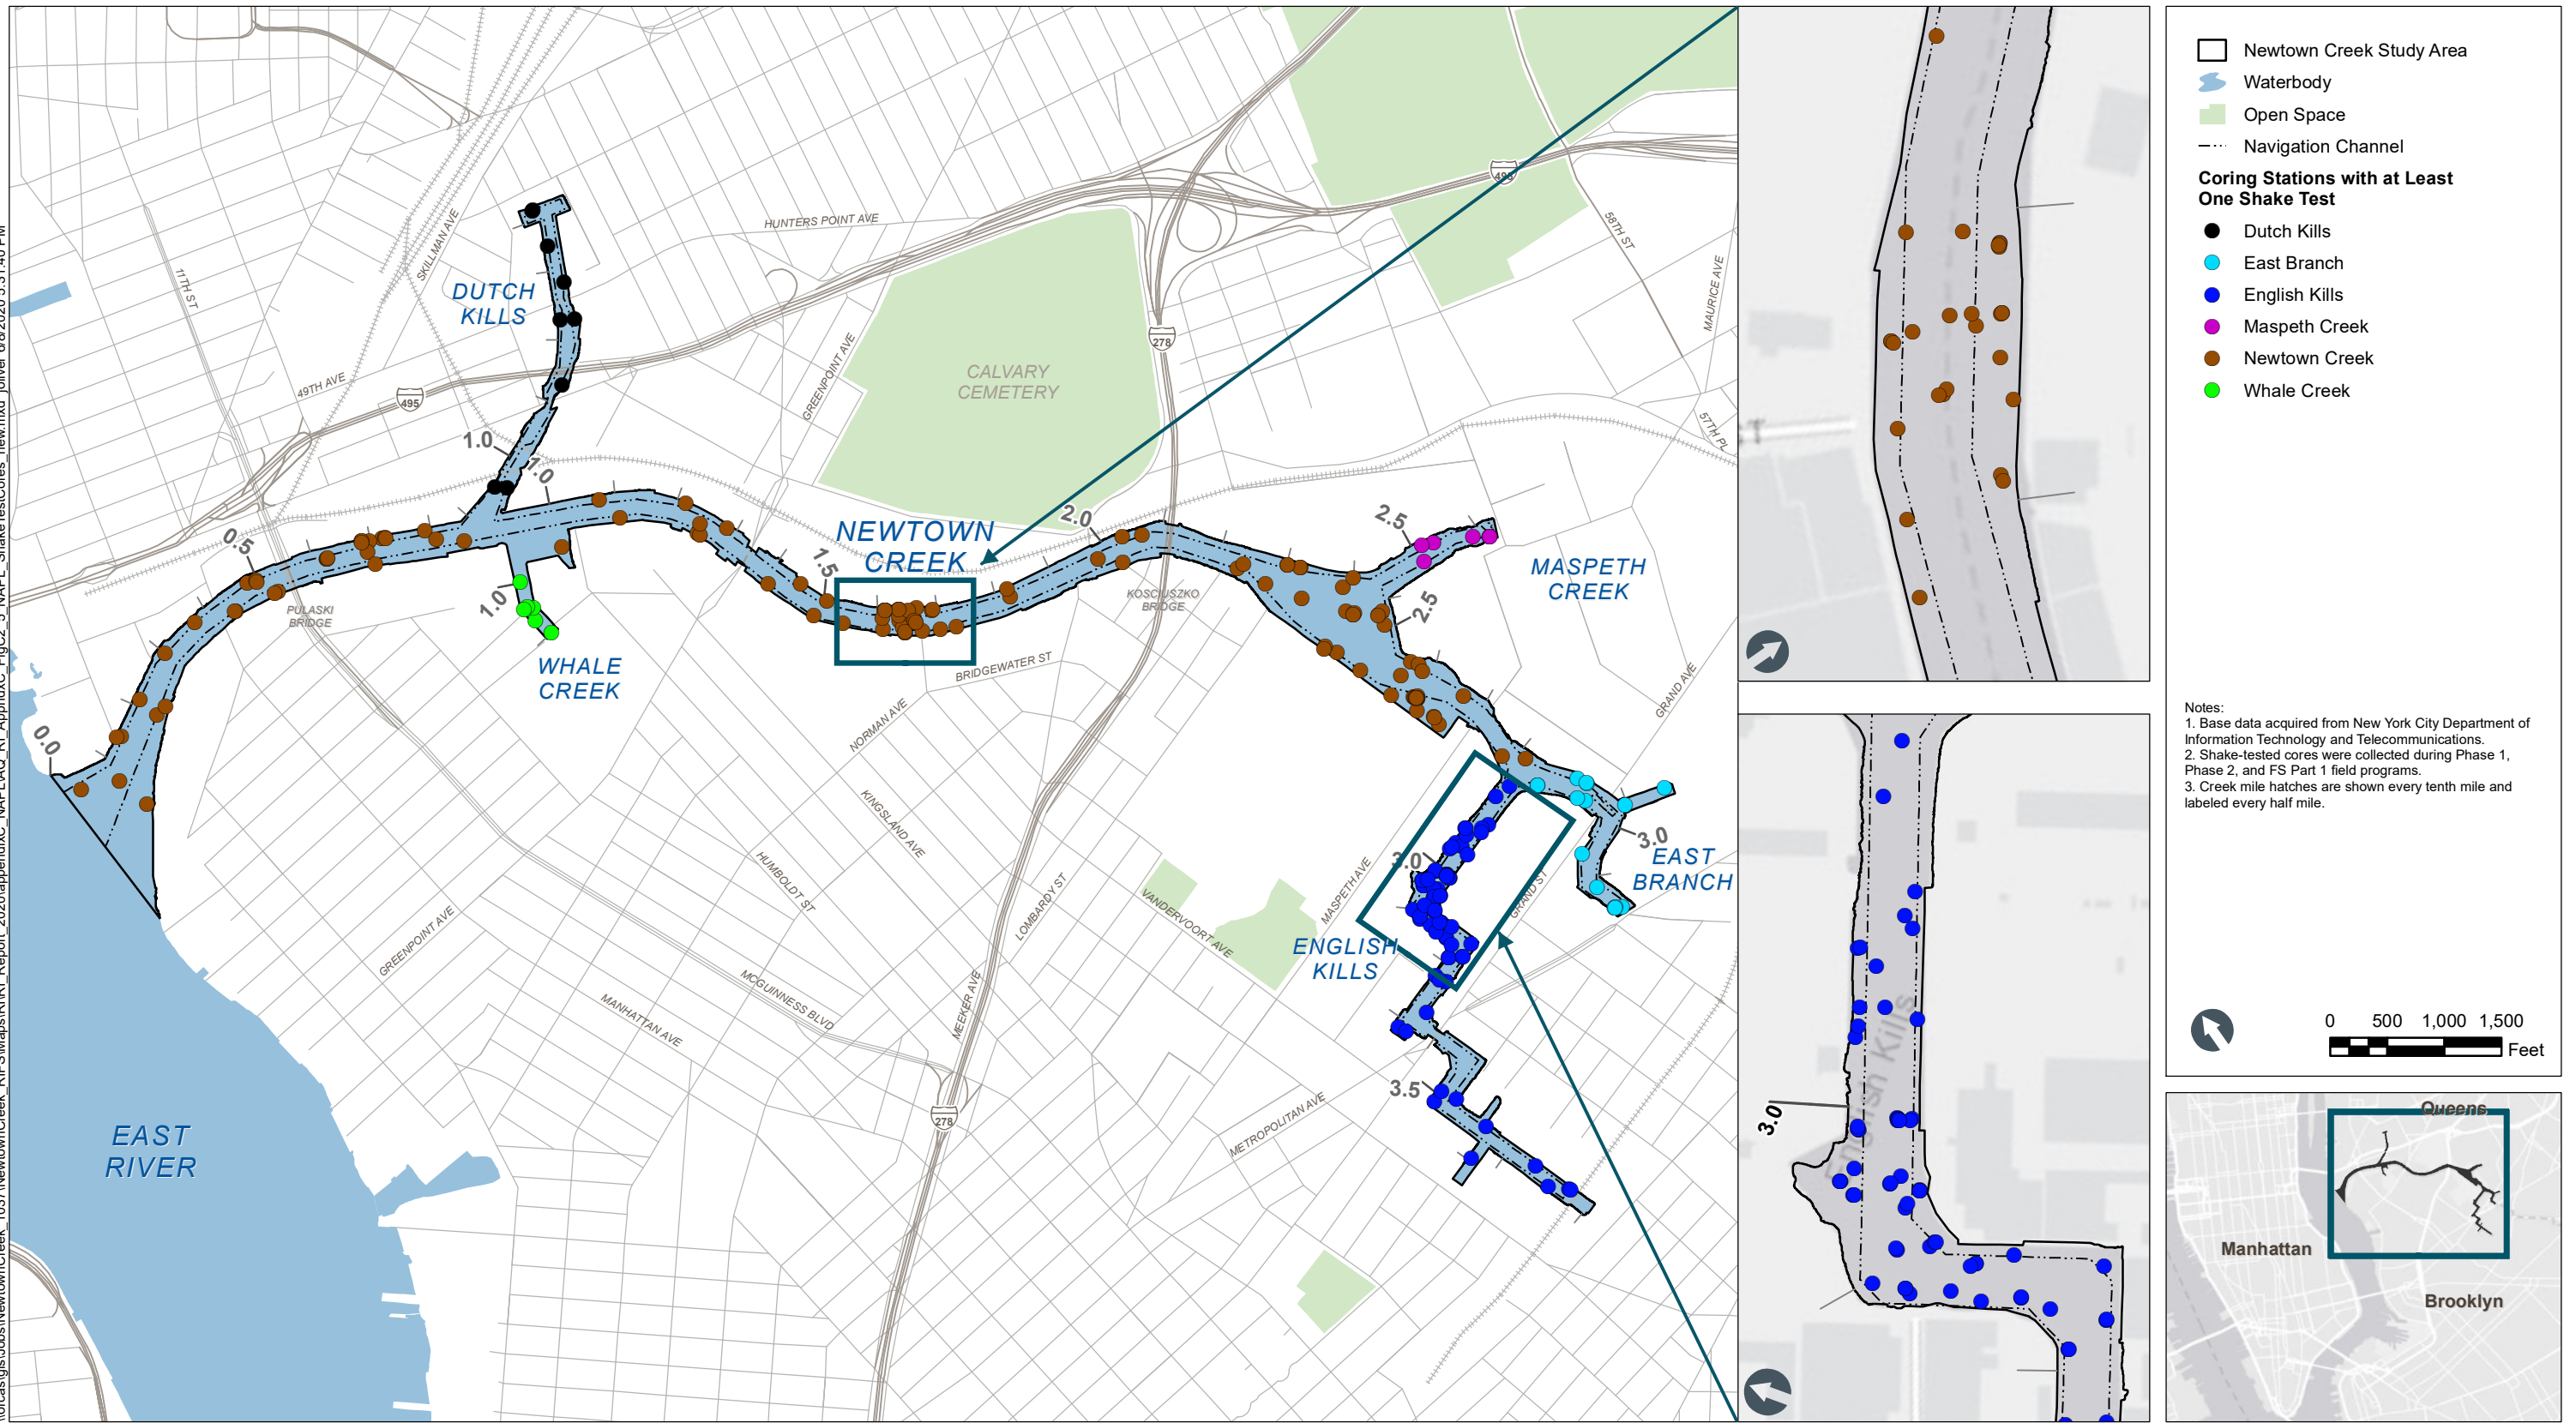 11TH ST
SKILLMAN AVE
49TH AVE
495
DUTCH
KILLS
HUNTERS POINT AVE
GREENPOINT AVE
CALVARY
CEMETERY
278
495
58TH ST
MAURICE AVE
57TH PL
1.0
1.0
0.5
PULASKI
BRIDGE
1.0
WHALE
CREEK
1.5
NEWTOWN
CREEK
2.0
KOSCIUSZKO
BRIDGE
BRIDGEWATER ST
2.5
2.5
MASPETH
CREEK
GRAND AVE
0.0
NORMAN AVE
KINGSLAND AVE
HUMBOLDT ST
GREENPOINT AVE
MCGUINNESS BLVD
MANHATTAN AVE
LOMBARDY ST
MEEKER AVE
VANDERVOORT AVE
MASPETH AVE
3.0
GRAND ST
3.0
EAST
BRANCH
ENGLISH
KILLS
3.5
METROPOLITAN AVE
278
EAST
RIVER
English Kills
3.0
Newtown Creek Study Area
Waterbody
Open Space
Navigation Channel
Coring Stations with at Least
One Shake Test
Dutch Kills
East Branch
English Kills
Maspeth Creek
Newtown Creek
Whale Creek
Notes:
1. Base data acquired from New York City Department of
Information Technology and Telecommunications.
2. Shake-tested cores were collected during Phase 1,
Phase 2, and FS Part 1 field programs.
3. Creek mile hatches are shown every tenth mile and
labeled every half mile.
0 500 1,000 1,500
Feet
Queens
Manhattan
Brooklyn